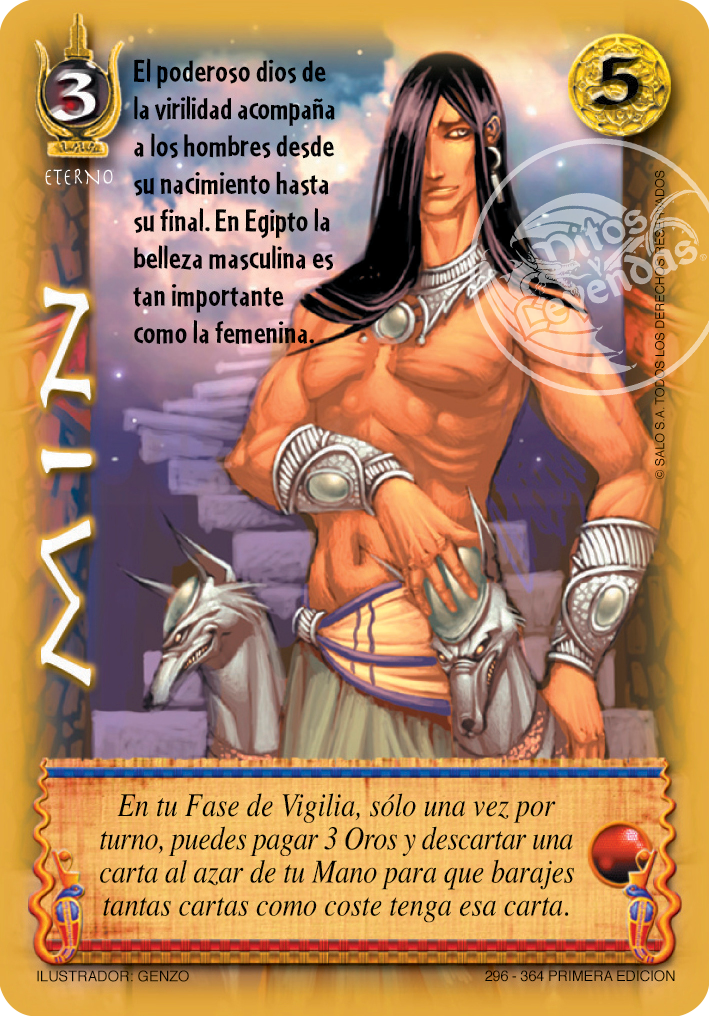 3
ETERNO
El poderoso dios de
la virilidad acompaña
a los hombres desde
su nacimiento hasta
su final. En Egipto la
belleza masculina es
tan importante
como la femenina.
5
Mitos
y
Leyendas
®
© SALO S.A. TODOS LOS DERECHOS RESERVADOS
MIN
En tu Fase de Vigilia, sólo una vez por
turno, puedes pagar 3 Oros y descartar una
carta al azar de tu Mano para que barajes
tantas cartas como coste tenga esa carta.
ILUSTRADOR: GENZO
296 - 364 PRIMERA EDICION